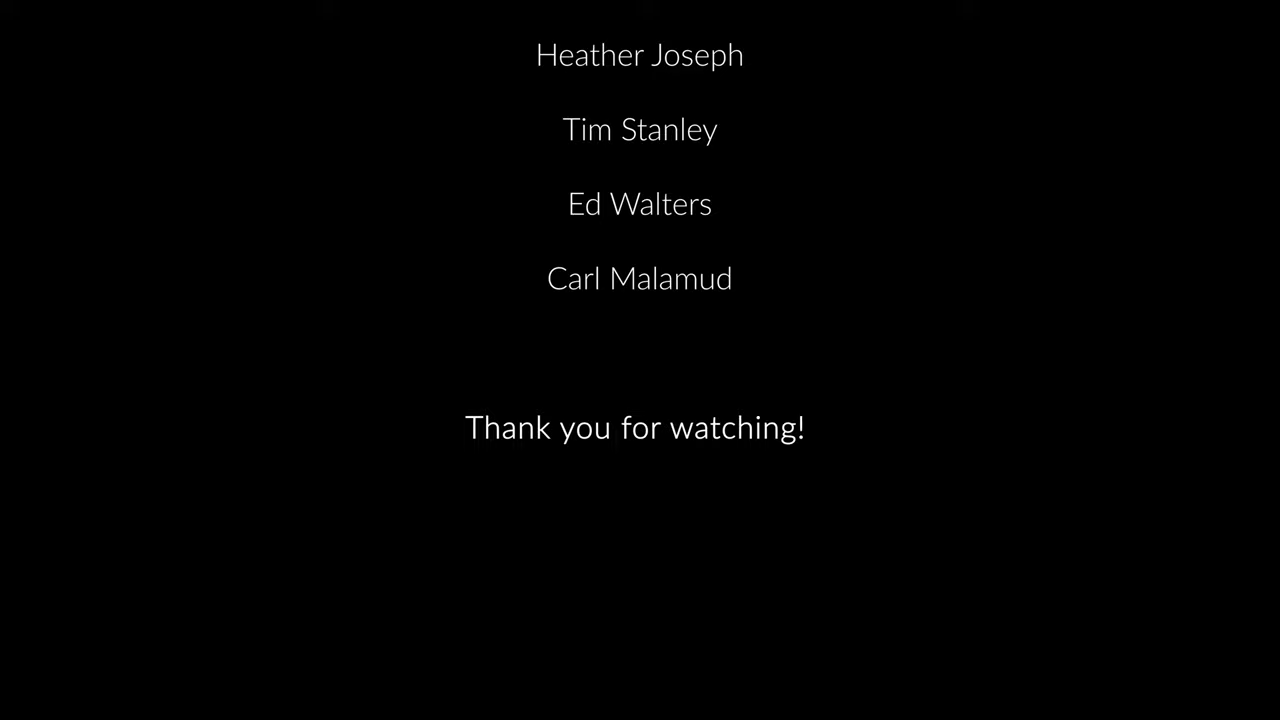 Heather Joseph
Tim Stanley
Ed Walters
Carl Malamud
Thank you for watching!